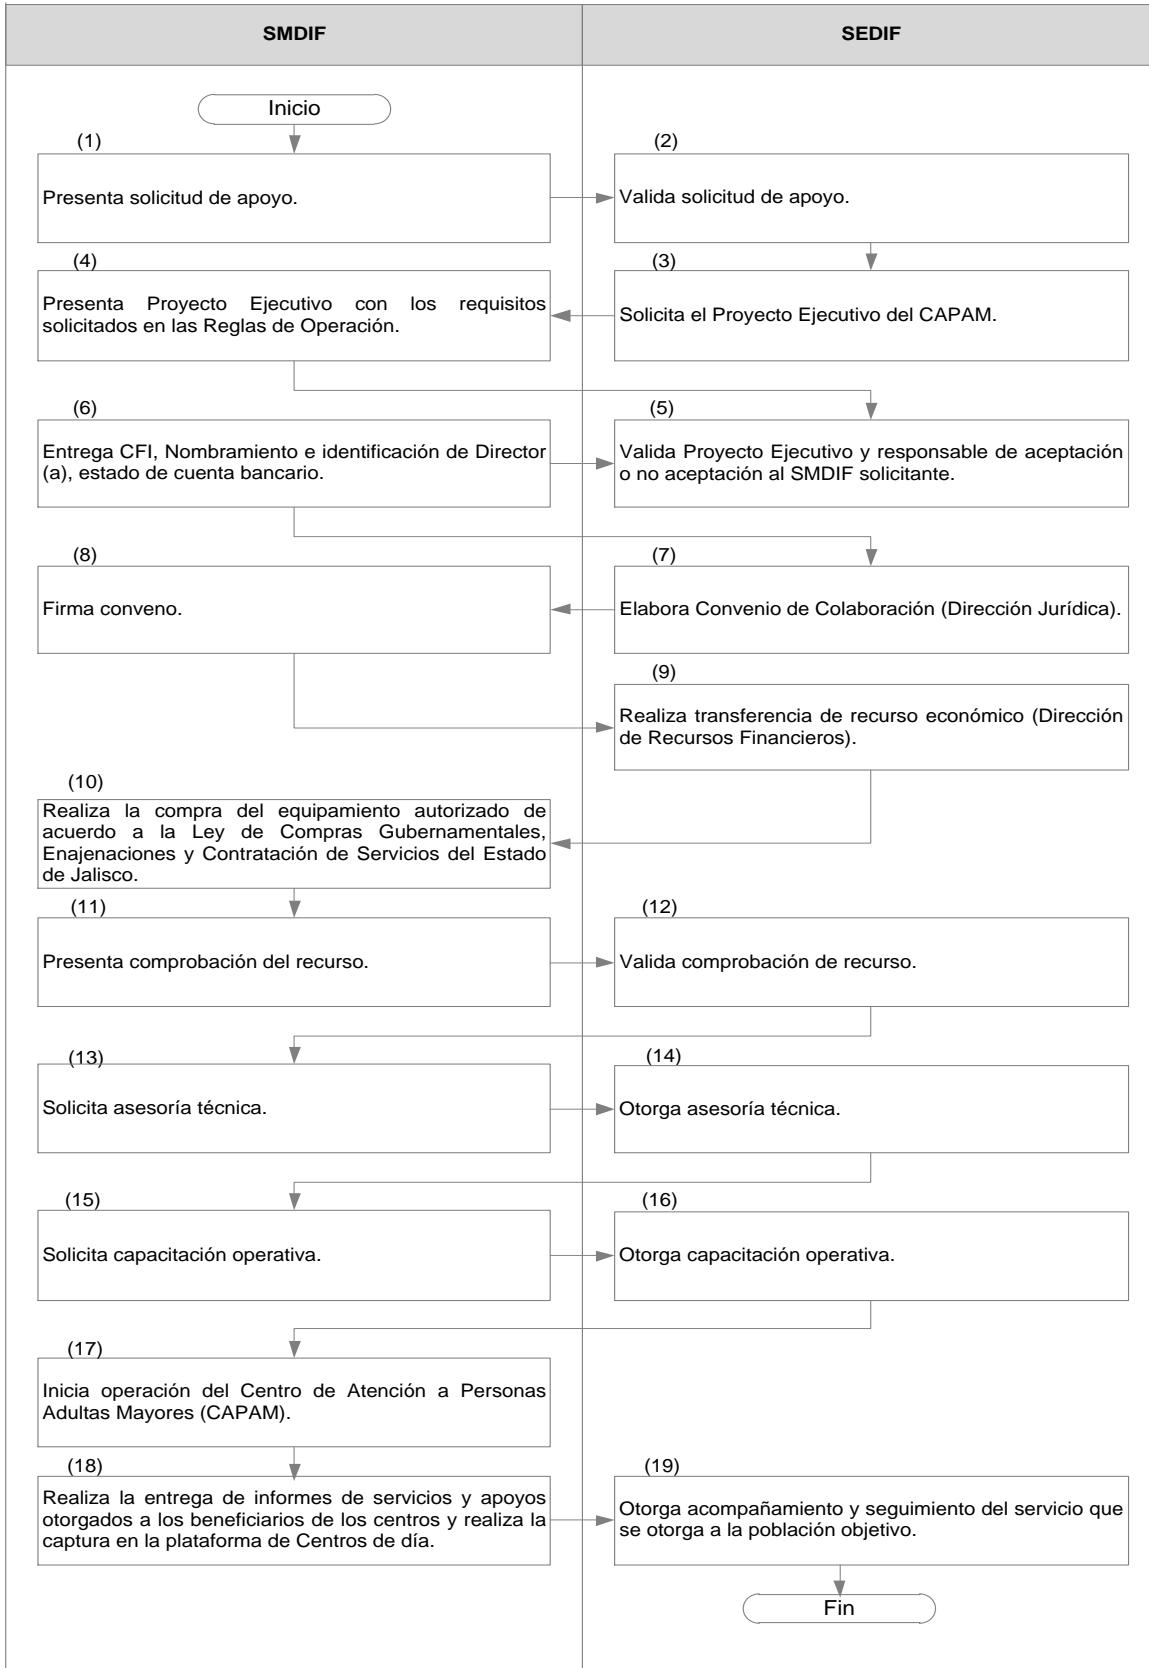 SMDIF
SEDIF
Inicio
(1)
Presenta solicitud de apoyo.
(2)
Valida solicitud de apoyo.
(3)
Solicita el Proyecto Ejecutivo del CAPAM.
(4)
Presenta Proyecto Ejecutivo con los requisitos
solicitados en las Reglas de Operación.
(5)
Valida Proyecto Ejecutivo y responsable de aceptación
o no aceptación al SMDIF solicitante.
(6)
Entrega CFI, Nombramiento e identificación de Director
(a), estado de cuenta bancario.
(7)
Elabora Convenio de Colaboración (Dirección Jurídica).
(8)
Firma conveno.
(9)
Realiza transferencia de recurso económico (Dirección
de Recursos Financieros).
(10)
Realiza la compra del equipamiento autorizado de
acuerdo a la Ley de Compras Gubernamentales,
Enajenaciones y Contratación de Servicios del Estado
de Jalisco.
(11)
Presenta comprobación del recurso.
(12)
Valida comprobación de recurso.
(13)
Solicita asesoría técnica.
(14)
Otorga asesoría técnica.
(15)
Solicita capacitación operativa.
(16)
Otorga capacitación operativa.
(17)
Inicia operación del Centro de Atención a Personas
Adultas Mayores (CAPAM).
(18)
Realiza la entrega de informes de servicios y apoyos
otorgados a los beneficiarios de los centros y realiza la
captura en la plataforma de Centros de día.
(19)
Otorga acompañamiento y seguimiento del servicio que
se otorga a la población objetivo.
Fin